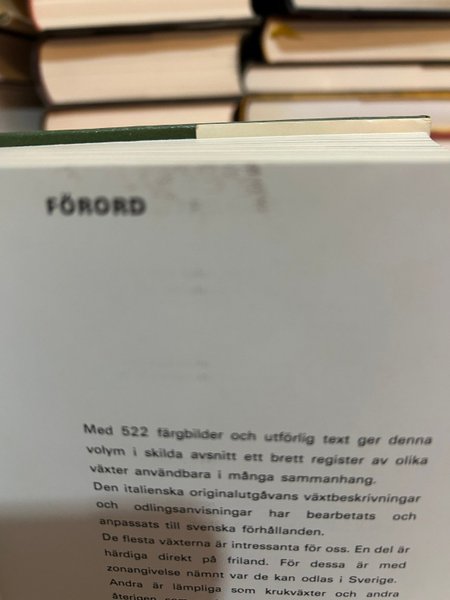 FÖRORD
Med 522 färgbilder och utförlig text ger denna
volym i skilda avsnitt ett brett register av olika
växter användbara i många sammanhang.
Den italienska originalutgåvans växtbeskrivningar
och odlingsanvisningar har bearbetats och
anpassats till svenska förhållanden.
De flesta växterna är intressanta för oss. En del är
härdiga direkt på friland. För dessa är med
zonangivelse nämnt var de kan odlas i Sverige.
Andra är lämpliga som krukväxter och andra
återigen som